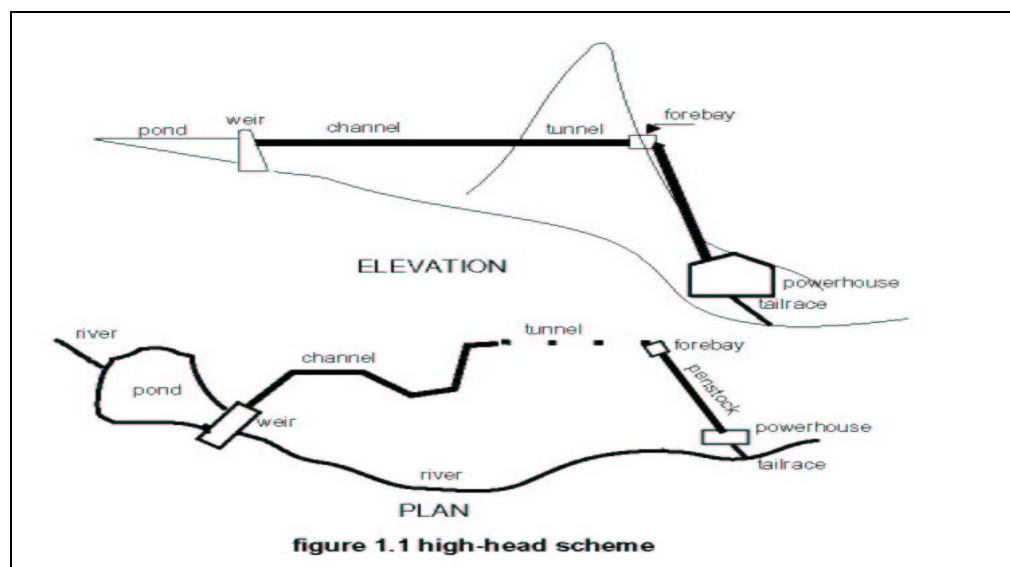 forebay
weir
pond
channel
tunnel
ELEVATION
powerhouse
tailrace
river
tunnel
channel
forebay
pond
penstock
weir
powerhouse
tailrace
river
PLAN
figure 1.1 high-head scheme